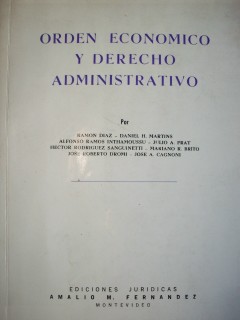 ORDEN ECONOMICO
Y DERECHO
ADMINISTRATIVO
Por
RAMON DIAZ - DANIEL H. MARTINS
ALFONSO RAMOS INTHAMOUSSU - JULIO A. PRAT
HECTOR RODRIGUEZ SANGUINETTI - MARIANO R. BRITO
JOSE ROBERTO DROMI - JOSE A. CAGNONI
EDICIONES JURIDICAS
AMALIO M. FERNANDEZ
MONTEVIDEO